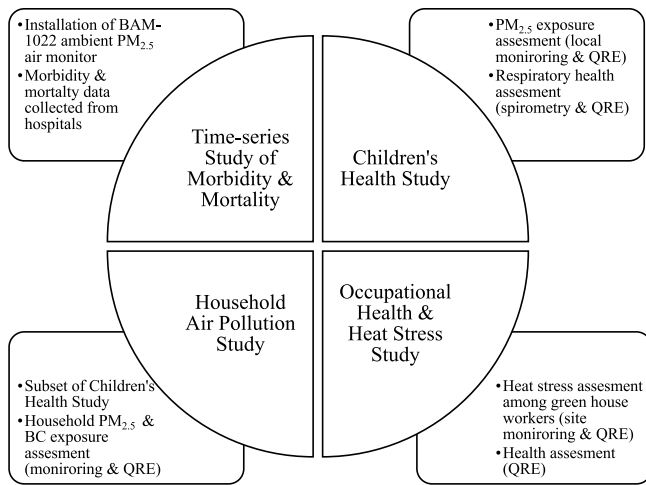 •Installation of BAM-
1022 ambient PM2.5
air monitor
•Morbidity &
mortalty data
collected from
hospitals
•PM2.5 exposure
assesment (local
moniroring & QRE)
•Respiratory health
assesment
(spirometry & QRE)
Time-series
Study of
Morbidity &
Mortality
Children's
Health Study
Household
Air Pollution
Study
Occupational
Health &
Heat Stress
Study
•Subset of Children's
Health Study
•Household PM2.5 &
BC exposure
assesment
(moniroring & QRE)
•Heat stress assesment
among green house
workers (site
moniroring & QRE)
•Health assesment
(QRE)